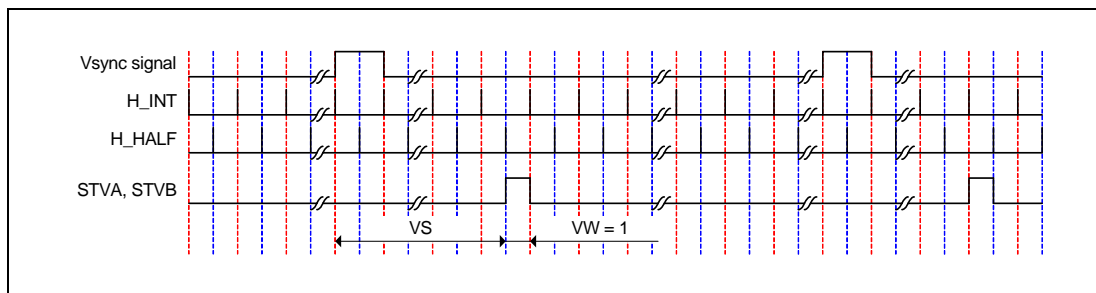 Vsync signal
H_INT
H_HALF
STVA, STVB
VS
VW = 1